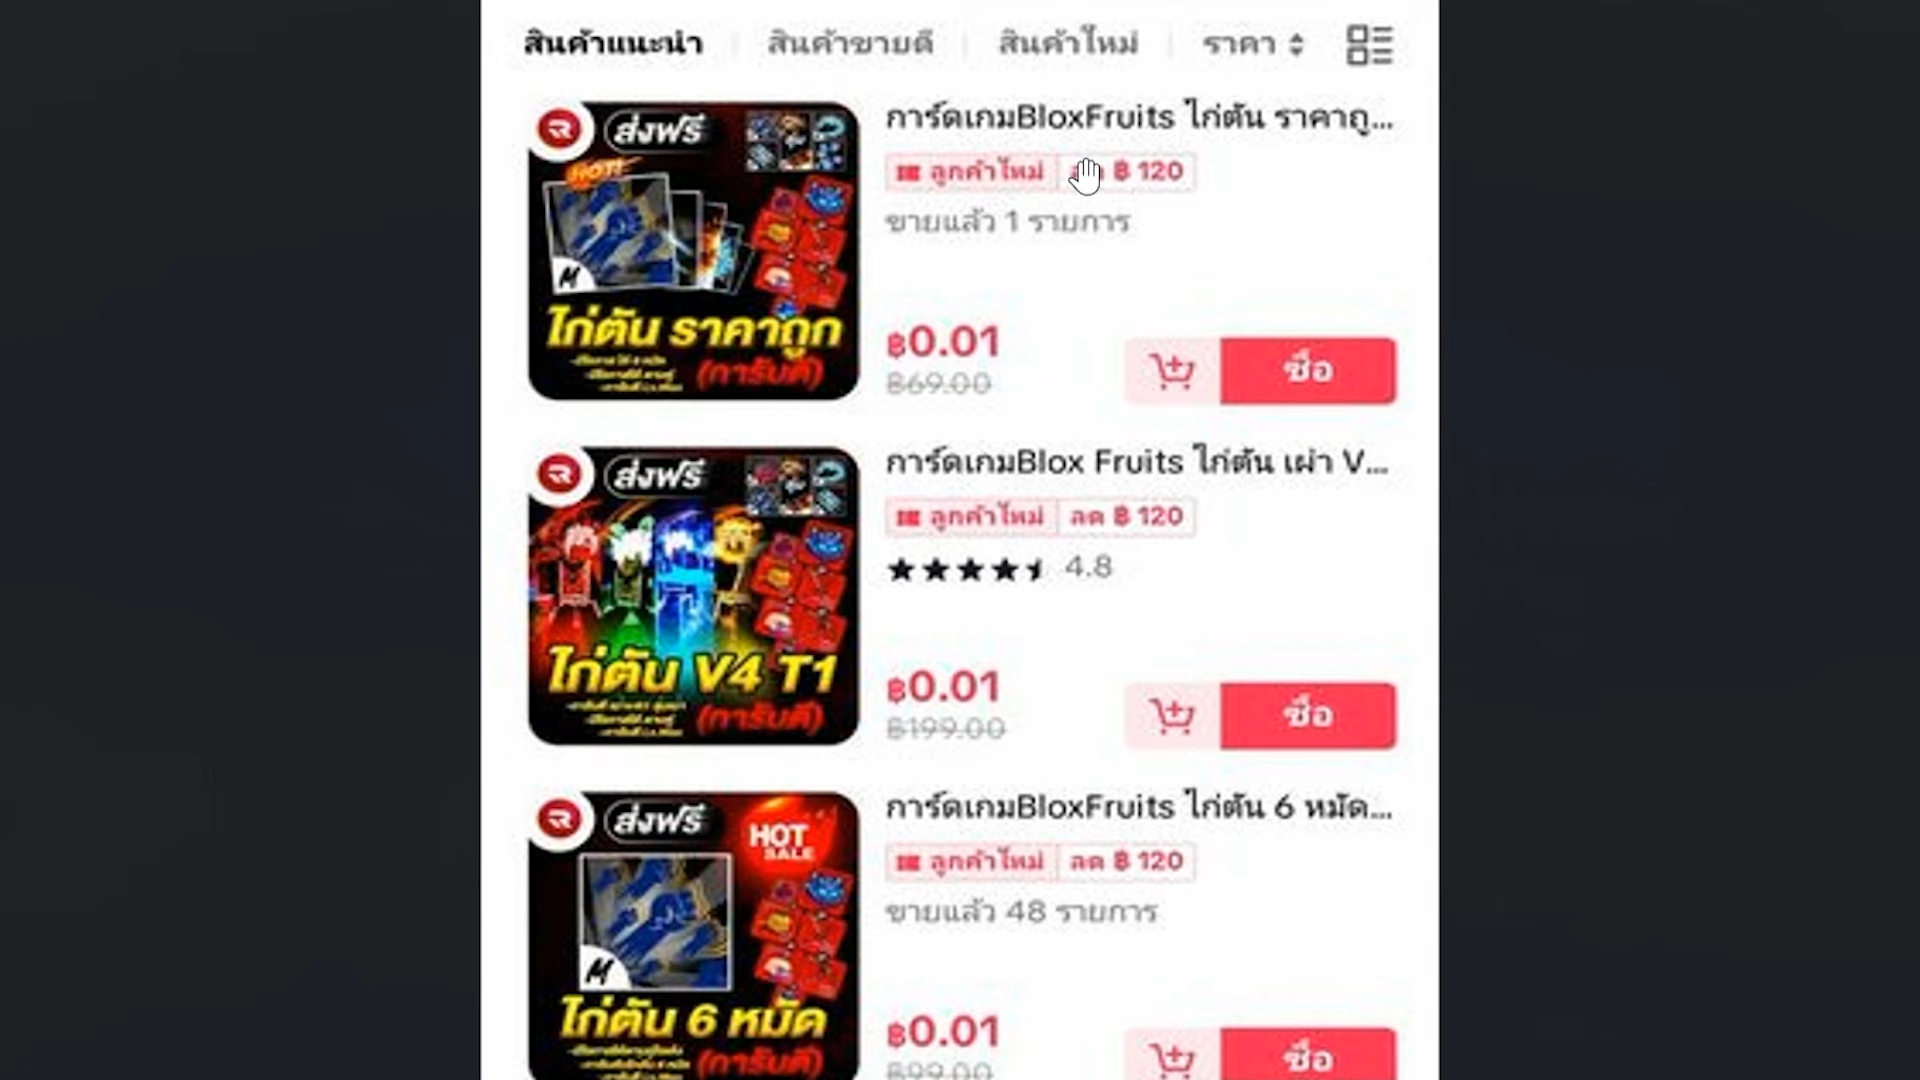 สินค้าแนะนำ สินค้าขายดี สินค้าใหม่ ราคา
ส่งฟรี
HOT!
M
ไก่ตัน ราคาถูก
(การันตี)
การ์ดเกมBloxFruits ไก่ตัน ราคาถู...
ลูกค้าใหม่ ฿ 120
ขายแล้ว 1 รายการ
฿0.01
฿69.00
ซื้อ
ส่งฟรี
ไก่ตัน V4 T1
(การันตี)
การ์ดเกมBlox Fruits ไก่ตัน เผ่า V...
ลูกค้าใหม่ ลด ฿ 120
4.8
฿0.01
฿199.00
ซื้อ
ส่งฟรี
HOT
SALE
M
ไก่ตัน 6 หมัด
(การันตี)
การ์ดเกมBloxFruits ไก่ตัน 6 หมัด...
ลูกค้าใหม่ ลด ฿ 120
ขายแล้ว 48 รายการ
฿0.01
฿99.00
ซื้อ